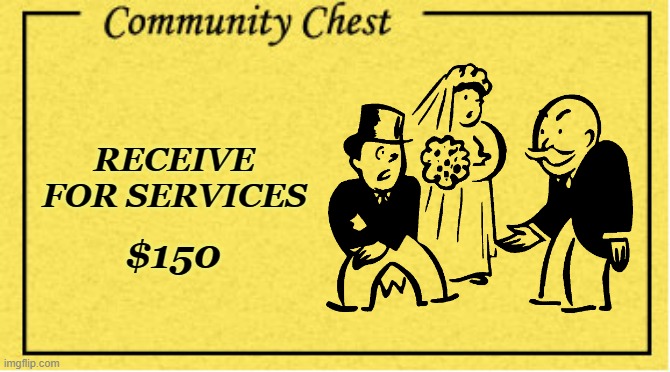 Community Chest
RECEIVE
FOR SERVICES
$150
imgflip.com